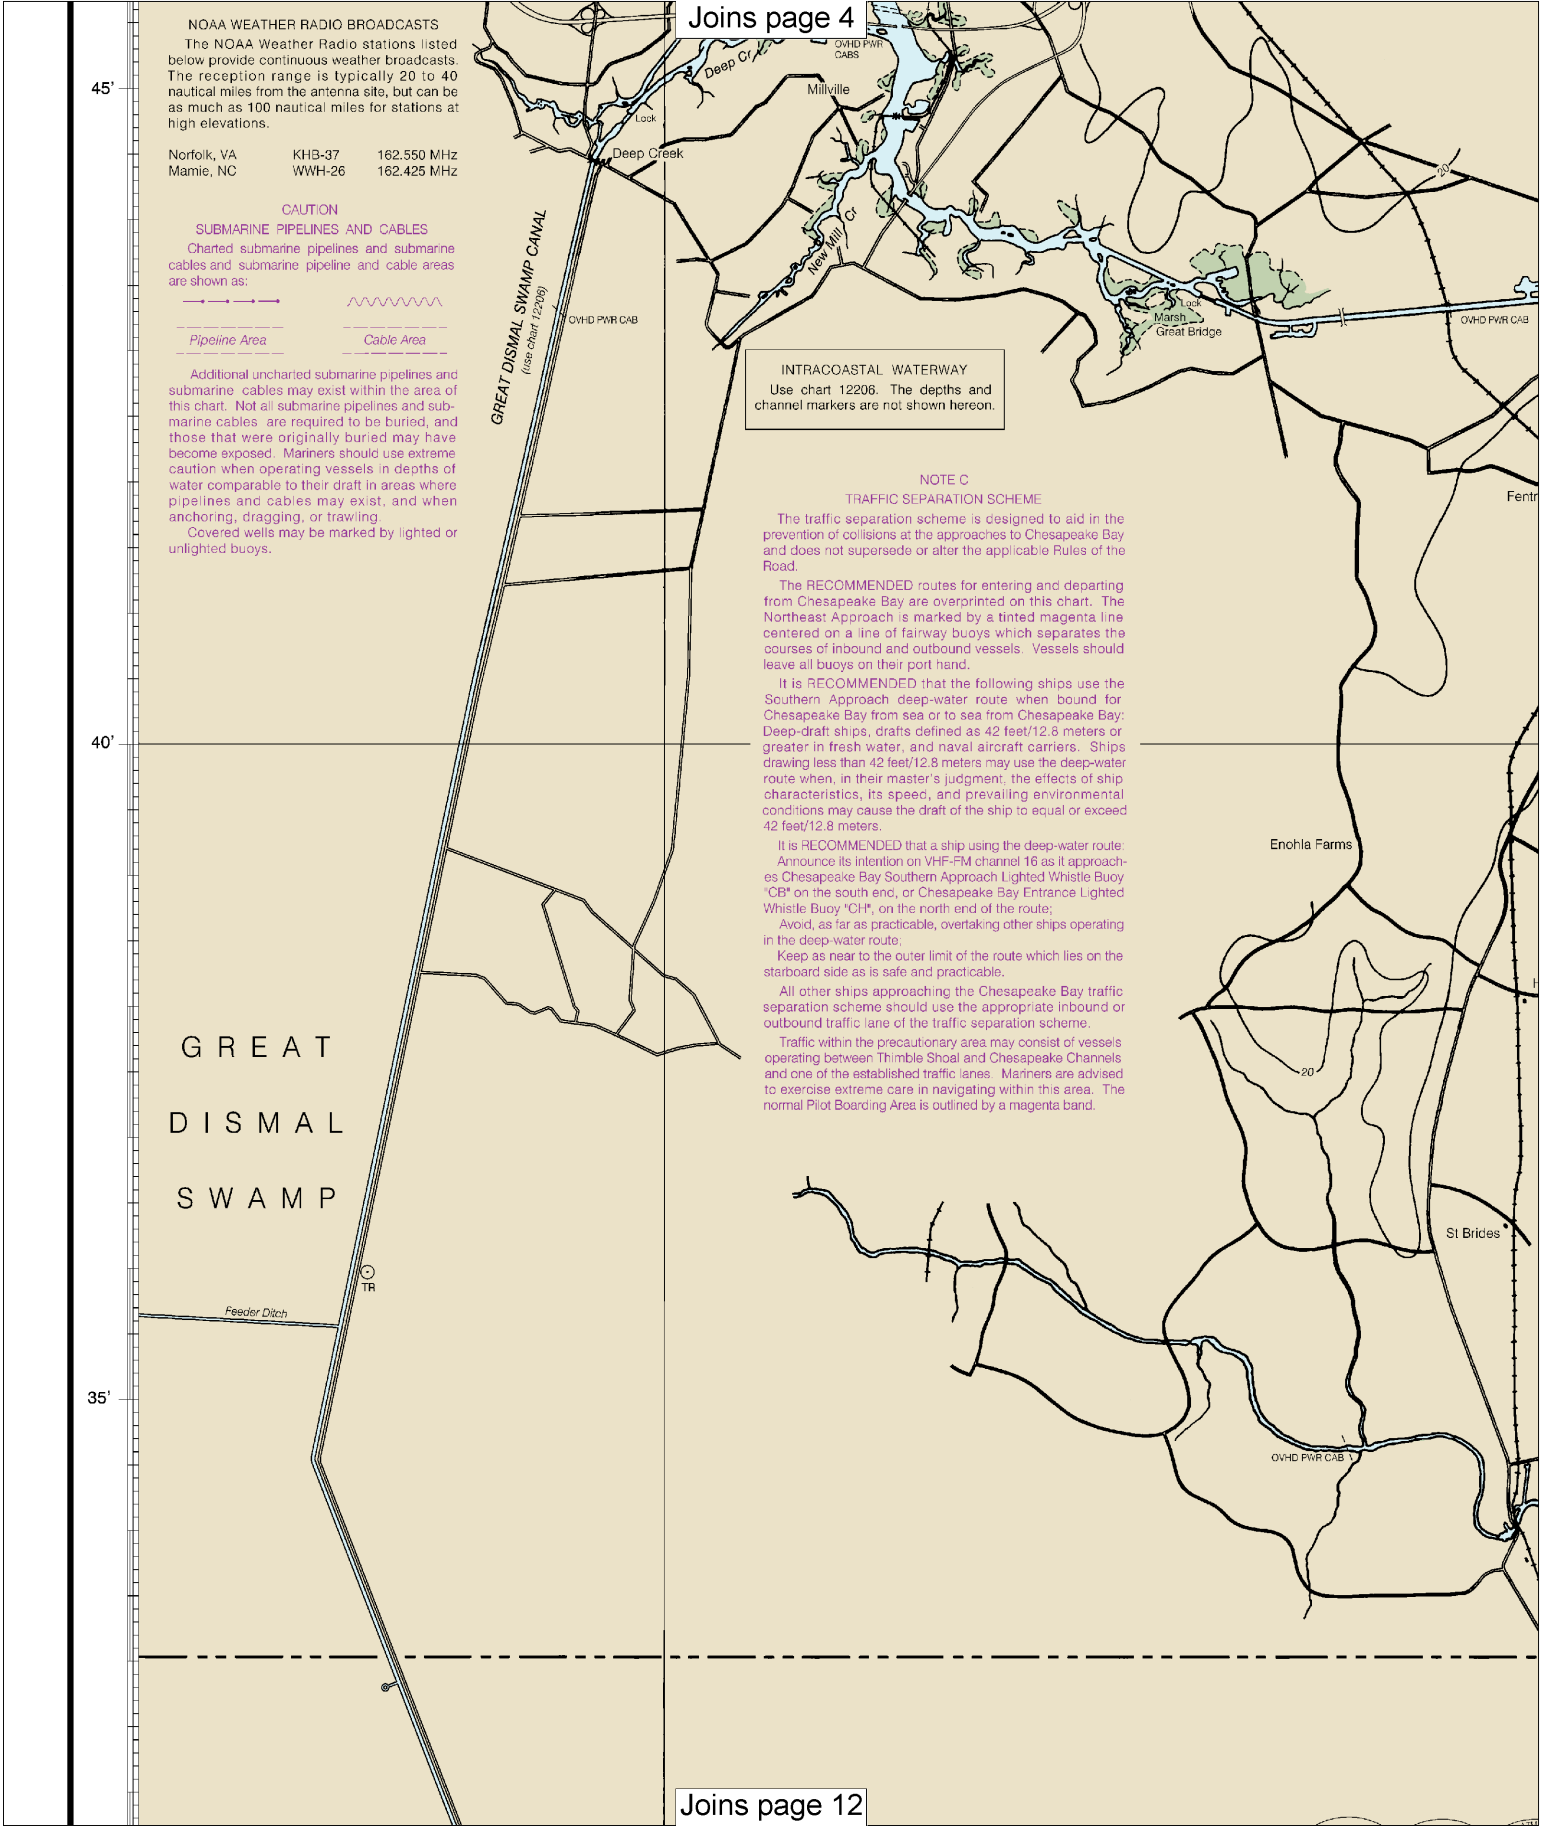 Joins page 4
NOAA WEATHER RADIO BROADCASTS
The NOAA Weather Radio stations listed
below provide continuous weather broadcasts.
The reception range is typically 20 to 40
nautical miles from the antenna site, but can be
as much as 100 nautical miles for stations at
high elevations.
Norfolk, VA KHB-37 162.550 MHz
Mamie, NC WWH-26 162.425 MHz
CAUTION
SUBMARINE PIPELINES AND CABLES
Charted submarine pipelines and submarine
cables and submarine pipeline and cable areas
are shown as:
Pipeline Area Cable Area
Additional uncharted submarine pipelines and
submarine cables may exist within the area of
this chart. Not all submarine pipelines and sub-
marine cables are required to be buried, and
those that were originally buried may have
become exposed. Mariners should use extreme
caution when operating vessels in depths of
water comparable to their draft in areas where
pipelines and cables may exist, and when
anchoring, dragging, or trawling.
Covered wells may be marked by lighted or
unlighted buoys.
45'
40'
35'
OVHD PWR
CABS
Deep Cr
Millville
Lock
Deep Creek
20
GREAT DISMAL SWAMP CANAL
(use chart 12206)
OVHD PWR CAB
New Mill Cr
Lock
Marsh
Great Bridge
OVHD PWR CAB
INTRACOASTAL WATERWAY
Use chart 12206. The depths and
channel markers are not shown hereon.
Fentr
NOTE C
TRAFFIC SEPARATION SCHEME
The traffic separation scheme is designed to aid in the
prevention of collisions at the approaches to Chesapeake Bay
and does not supersede or alter the applicable Rules of the
Road.
The RECOMMENDED routes for entering and departing
from Chesapeake Bay are overprinted on this chart. The
Northeast Approach is marked by a tinted magenta line
centered on a line of fairway buoys which separates the
courses of inbound and outbound vessels. Vessels should
leave all buoys on their port hand.
It is RECOMMENDED that the following ships use the
Southern Approach deep-water route when bound for
Chesapeake Bay from sea or to sea from Chesapeake Bay:
Deep-draft ships, drafts defined as 42 feet/12.8 meters or
greater in fresh water, and naval aircraft carriers. Ships
drawing less than 42 feet/12.8 meters may use the deep-water
route when, in their master's judgment, the effects of ship
characteristics, its speed, and prevailing environmental
conditions may cause the draft of the ship to equal or exceed
42 feet/12.8 meters.
It is RECOMMENDED that a ship using the deep-water route:
Announce its intention on VHF-FM channel 16 as it approach-
es Chesapeake Bay Southern Approach Lighted Whistle Buoy
"CB" on the south end, or Chesapeake Bay Entrance Lighted
Whistle Buoy "CH", on the north end of the route;
Avoid, as far as practicable, overtaking other ships operating
in the deep-water route;
Keep as near to the outer limit of the route which lies on the
starboard side as is safe and practicable.
All other ships approaching the Chesapeake Bay traffic
separation scheme should use the appropriate inbound or
outbound traffic lane of the traffic separation scheme.
Traffic within the precautionary area may consist of vessels
operating between Thimble Shoal and Chesapeake Channels
and one of the established traffic lanes. Mariners are advised
to exercise extreme care in navigating within this area. The
normal Pilot Boarding Area is outlined by a magenta band.
Enohla Farms
H
20
GREAT
DISMAL
SWAMP
St Brides
TR
Feeder Ditch
OVHD PWR CAB
Joins page 12